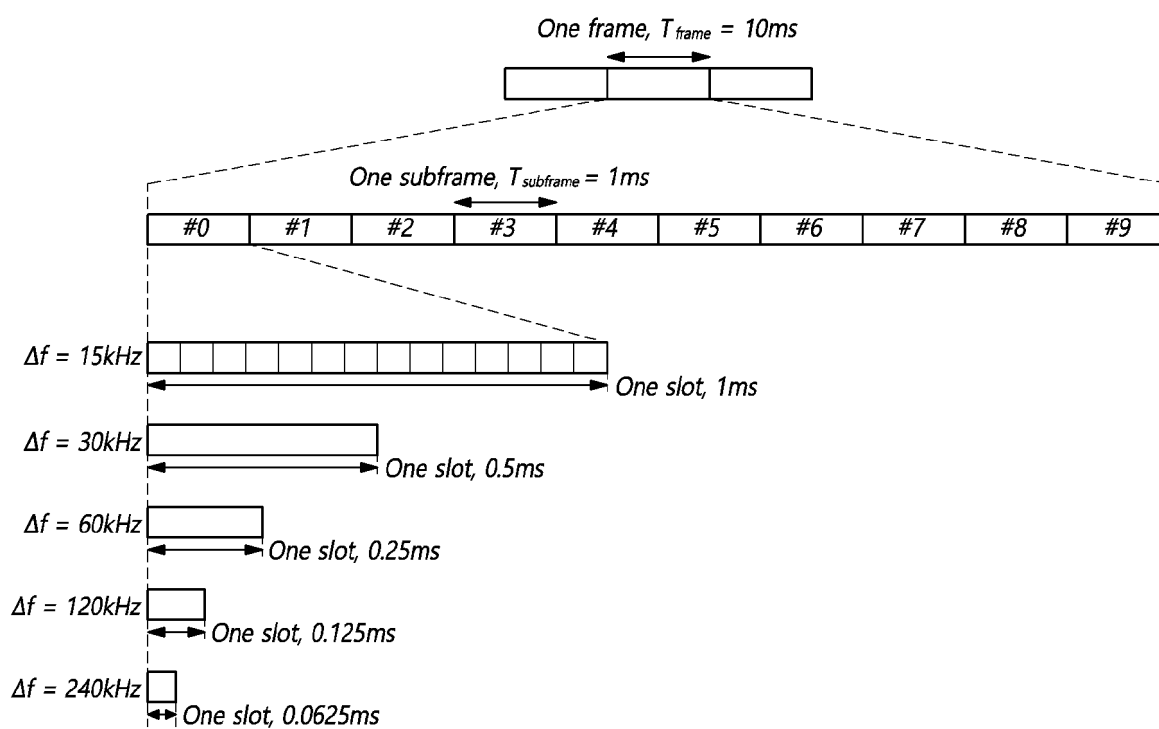 One frame, T frame = 10ms
One subframe, T subframe = 1ms
#0 #1 #2 #3 #4 #5 #6 #7 #8 #9
Δf = 15kHz
One slot, 1ms
Δf = 30kHz
One slot, 0.5ms
Δf = 60kHz
One slot, 0.25ms
Δf = 120kHz
One slot, 0.125ms
Δf = 240kHz
One slot, 0.0625ms